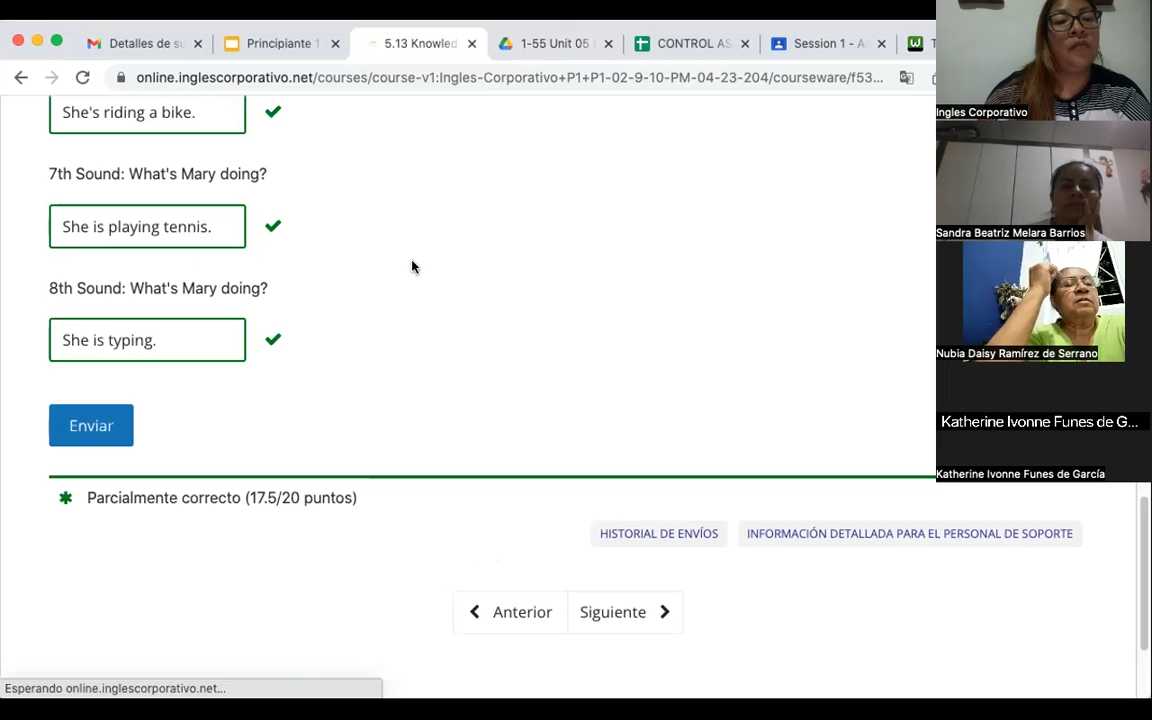 Detalles de su
Principiante 1
5.13 Knowled
1-55 Unit 05
CONTROL AS
Session 1 - A
online.inglescorporativo.net/courses/course-v1:Ingles-Corporativo+P1+P1-02-9-10-PM-04-23-204/courseware/f53...
She's riding a bike.
7th Sound: What's Mary doing?
She is playing tennis.
8th Sound: What's Mary doing?
She is typing.
Enviar
Parcialmente correcto (17.5/20 puntos)
HISTORIAL DE ENVÍOS
INFORMACIÓN DETALLADA PARA EL PERSONAL DE SOPORTE
Anterior
Siguiente
Esperando online.inglescorporativo.net...
Ingles Corporativo
Sandra Beatriz Melara Barrios
Nubia Daisy Ramírez de Serrano
Katherine Ivonne Funes de G...
Katherine Ivonne Funes de García